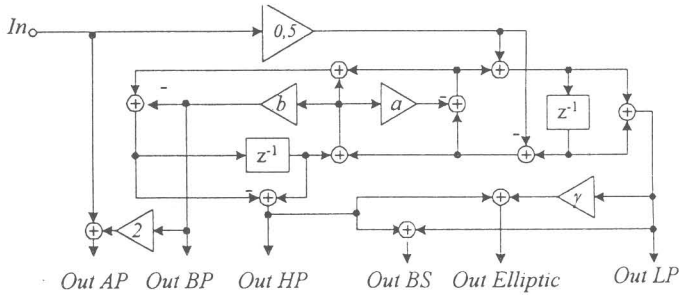 In
0,5
-
b
a
-
z⁻¹
-
z⁻¹
-
2
γ
Out AP
Out BP
Out HP
Out BS
Out Elliptic
Out LP